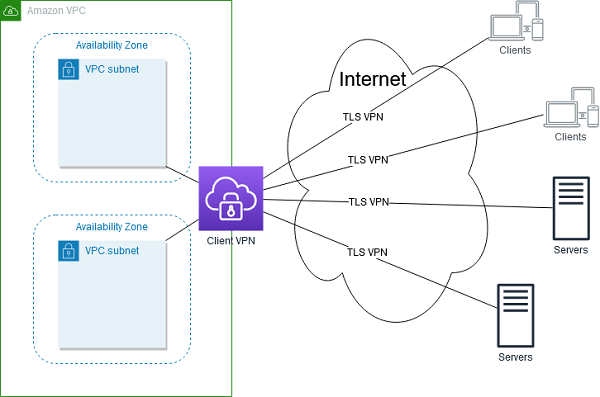 Amazon VPC
Availability Zone
VPC subnet
Availability Zone
VPC subnet
Client VPN
Internet
TLS VPN
TLS VPN
TLS VPN
TLS VPN
Clients
Clients
Servers
Servers